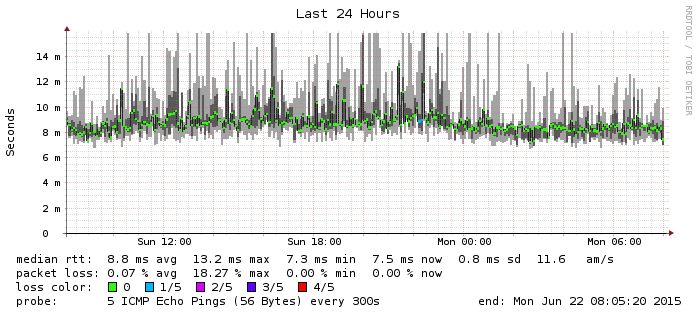 Last 24 Hours
RRDTOOL / TOBI OETIKER
Seconds
14 m
12 m
10 m
8 m
6 m
4 m
2 m
0
Sun 12:00 Sun 18:00 Mon 00:00 Mon 06:00
median rtt: 8.8 ms avg 13.2 ms max 7.3 ms min 7.5 ms now 0.8 ms sd 11.6 am/s
packet loss: 0.07 % avg 18.27 % max 0.00 % min 0.00 % now
loss color: 0 1/5 2/5 3/5 4/5
probe: 5 ICMP Echo Pings (56 Bytes) every 300s end: Mon Jun 22 08:05:20 2015